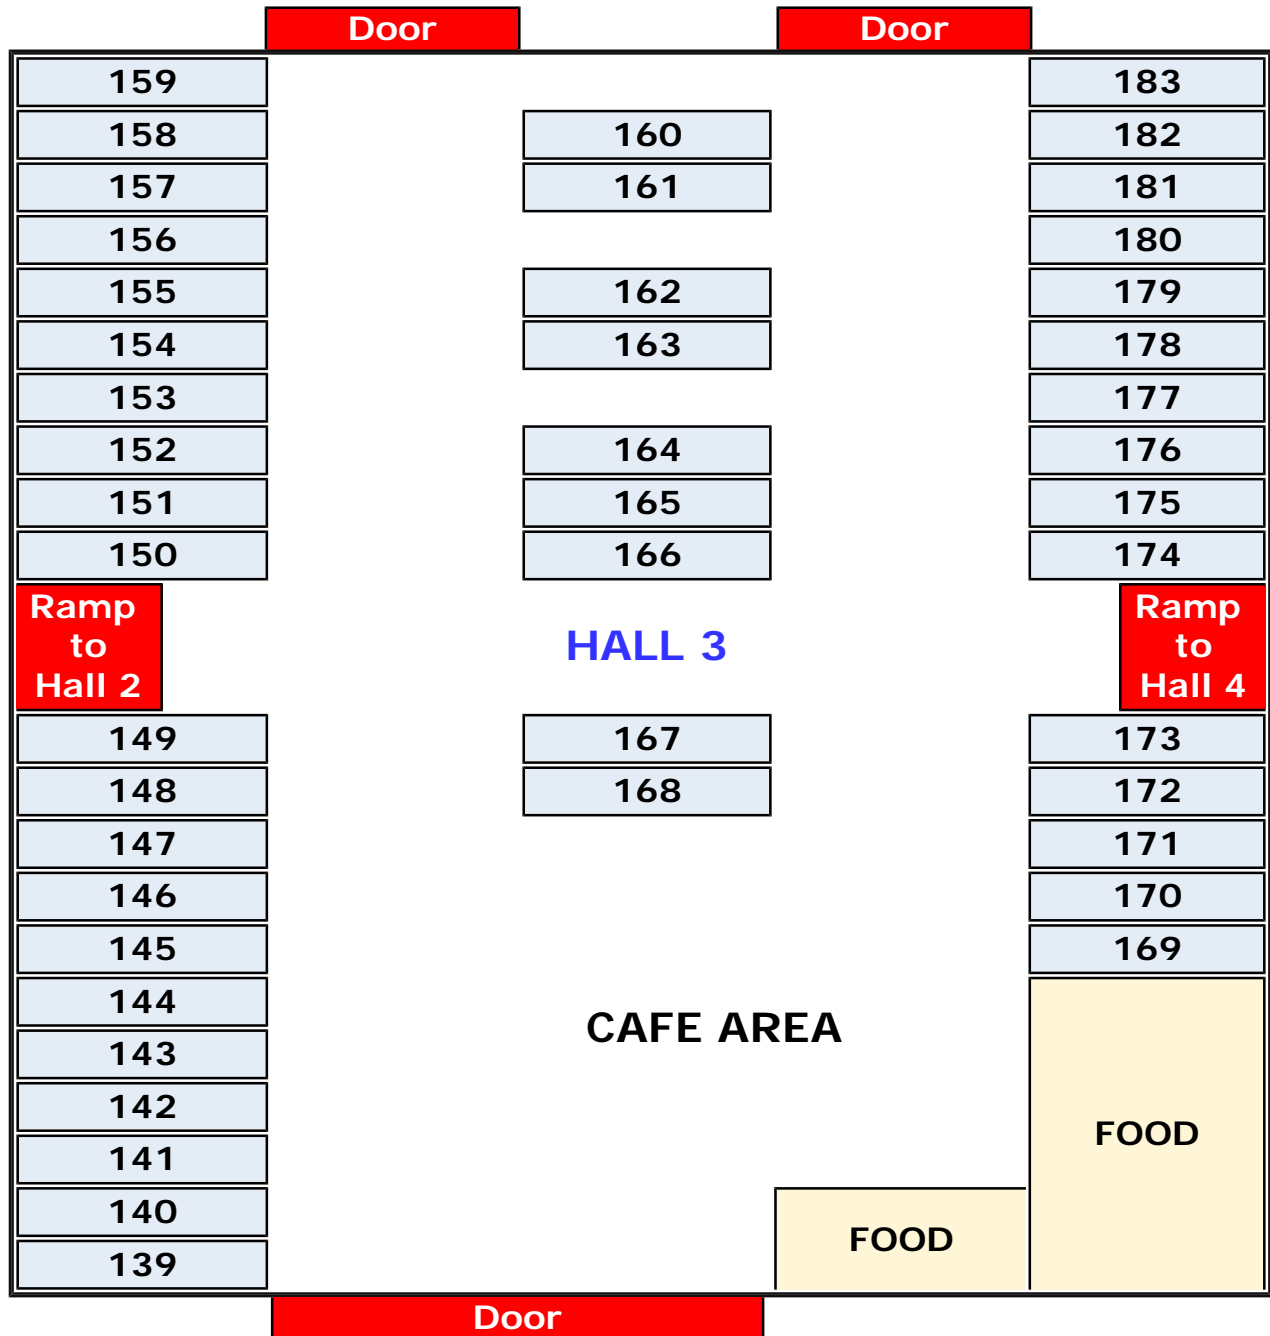 Door Door
159 183
158 160 182
157 161 181
156 180
155 162 179
154 163 178
153 177
152 164 176
151 165 175
150 166 174
Ramp
to
Hall 2
HALL 3
Ramp
to
Hall 4
149 167 173
148 168 172
147 171
146 170
145 169
144
CAFE AREA
143
142
141
FOOD
140
FOOD
139
Door